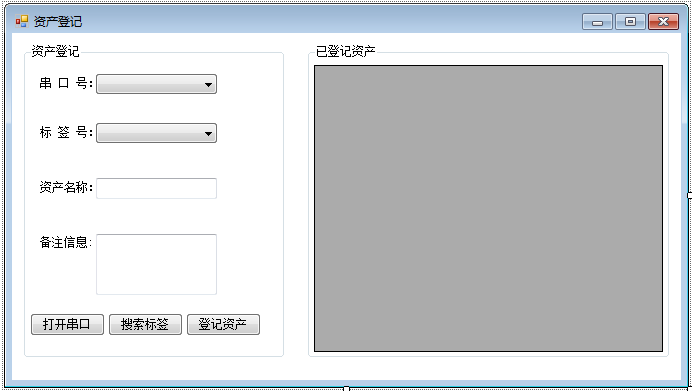 资产登记
资产登记
串 口 号：
标 签 号：
资产名称：
备注信息:
打开串口 搜索标签 登记资产
已登记资产